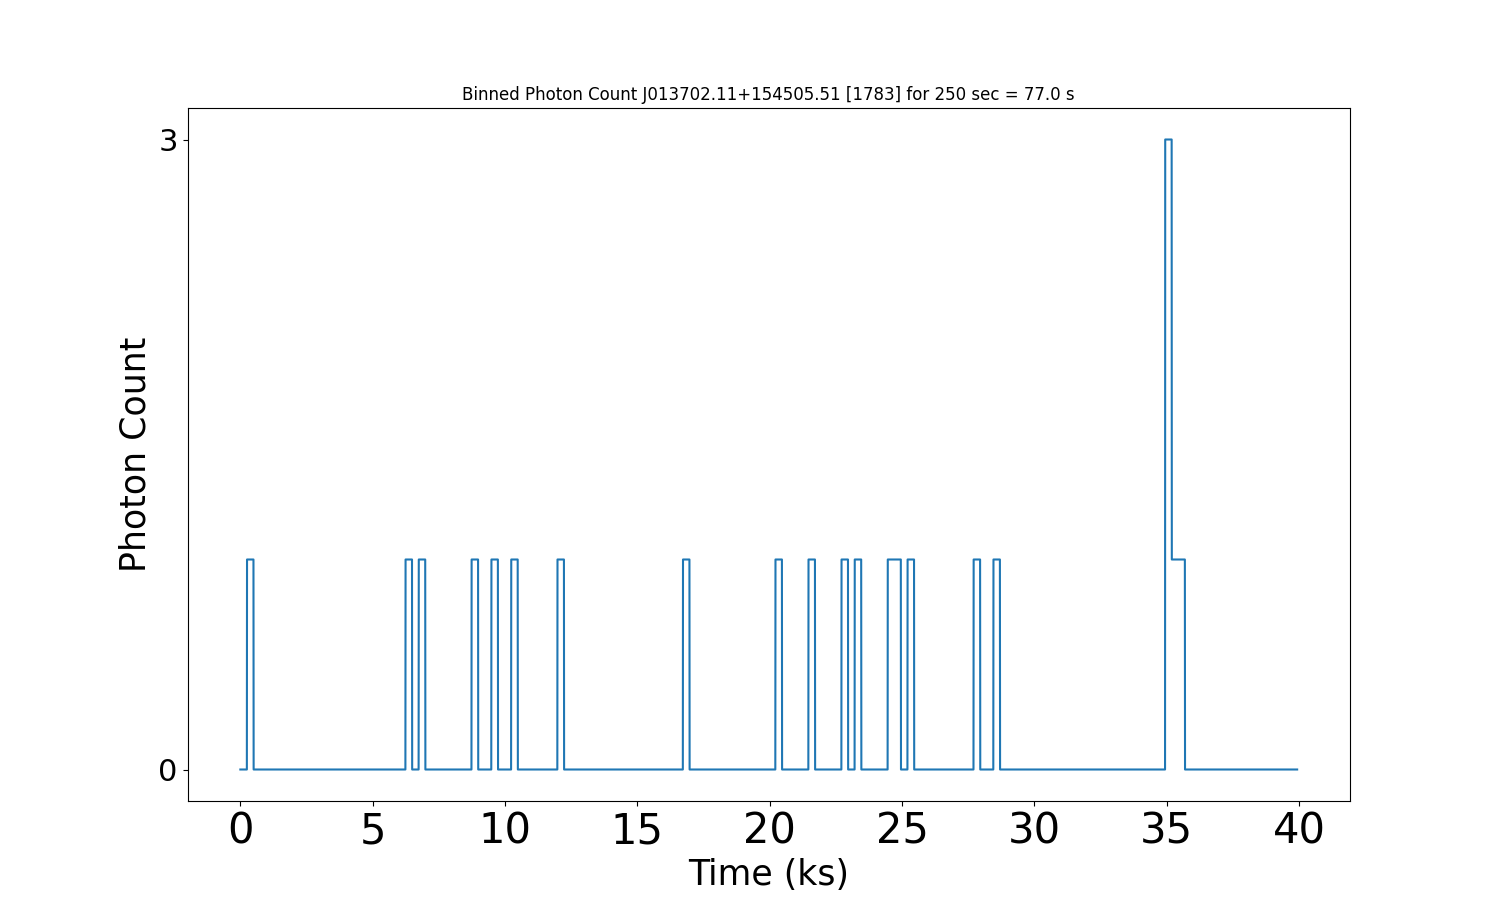 Binned Photon Count J013702.11+154505.51 [1783] for 250 sec = 77.0 s
3
0
Photon Count
0 5 10 15 20 25 30 35 40
Time (ks)